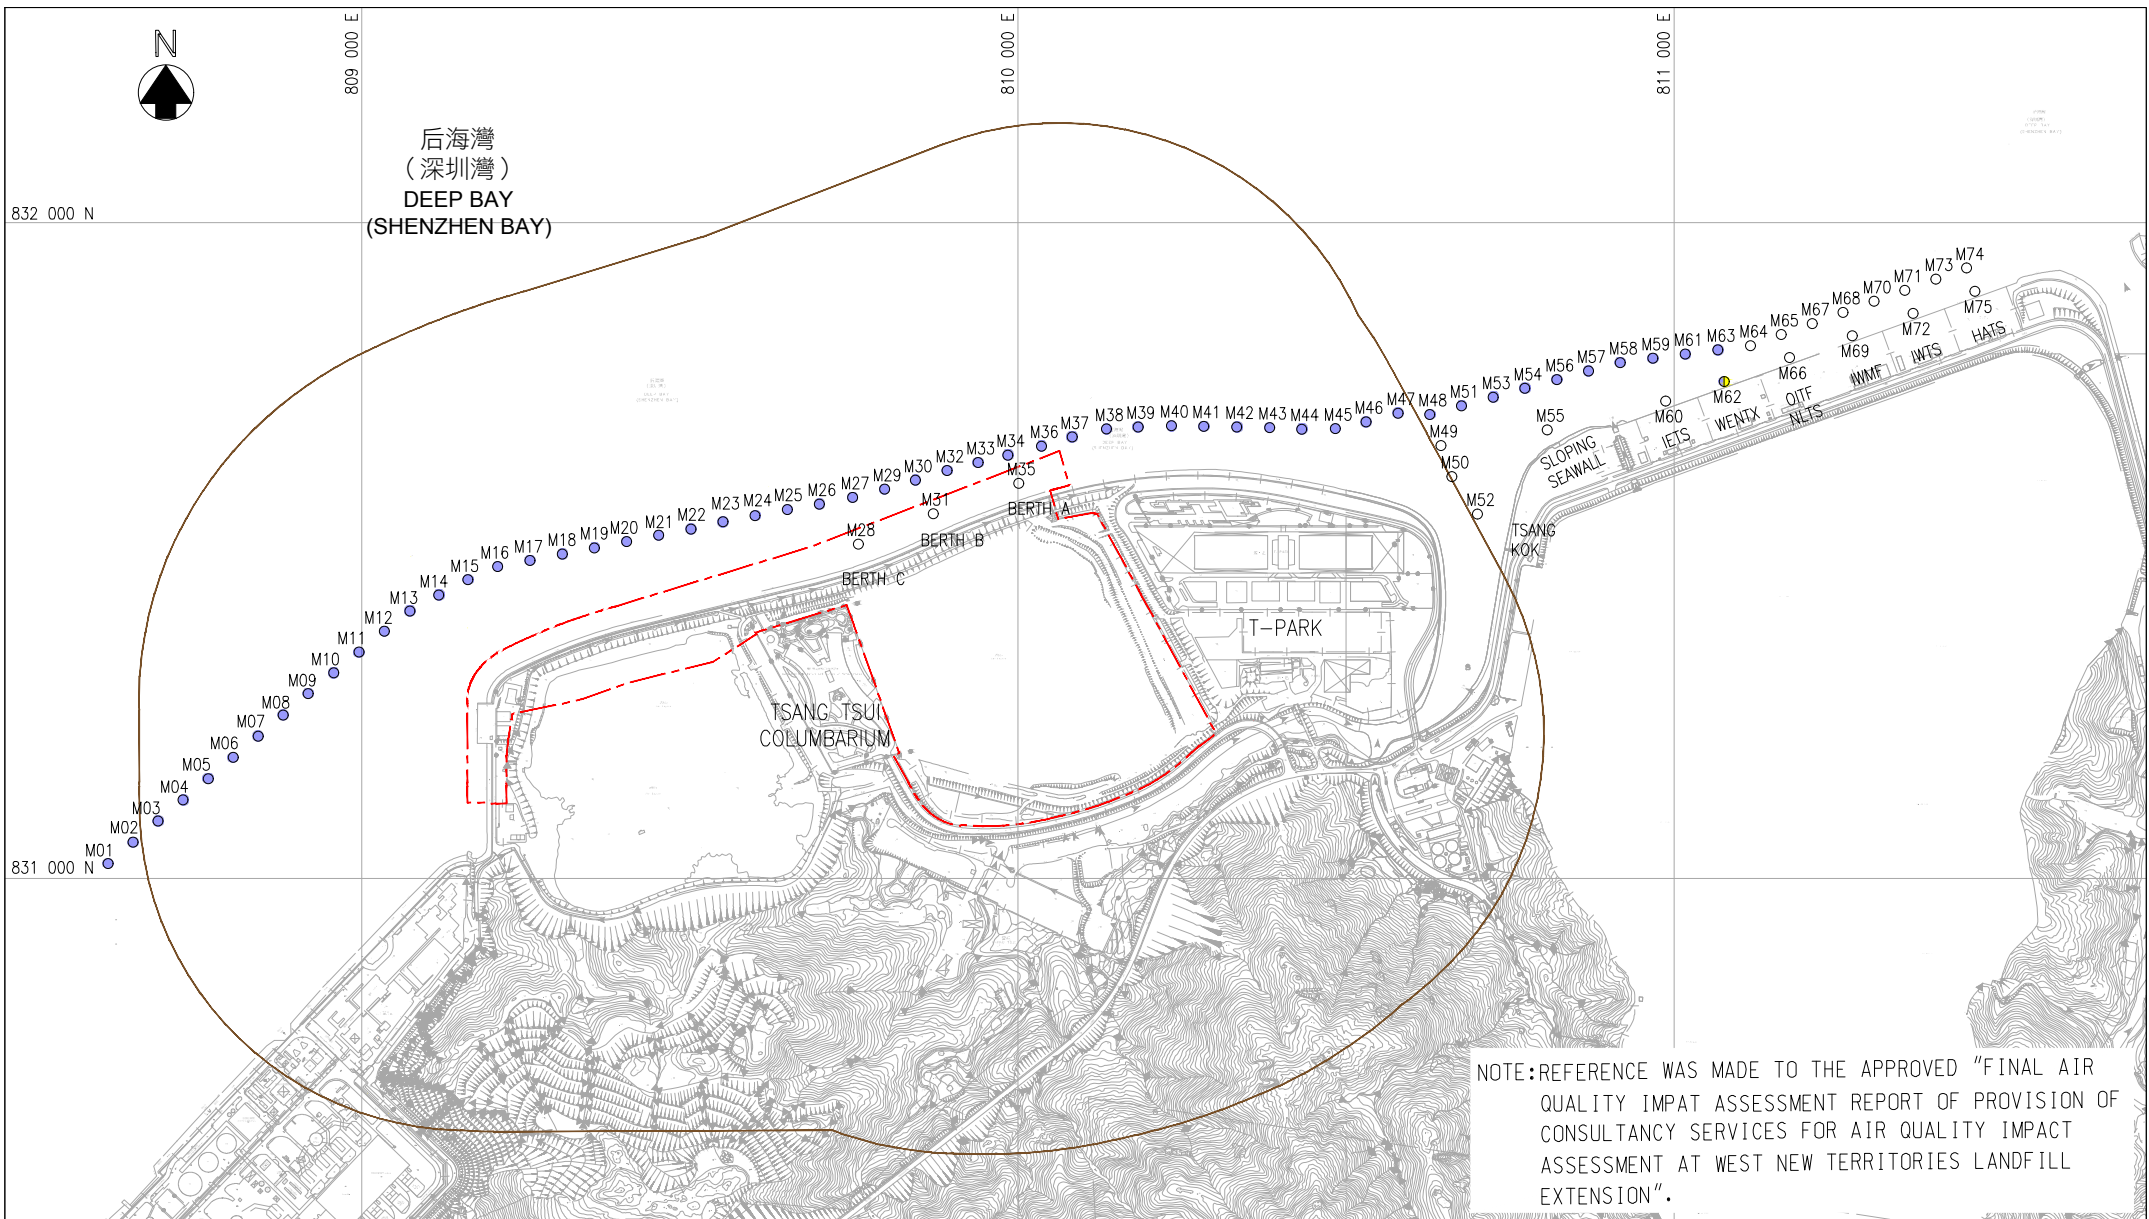 N
809 000 E
810 000 E
811 000 E
后海灣
（深圳灣）
DEEP BAY
(SHENZHEN BAY)
832 000 N
831 000 N
M01
M02
M03
M04
M05
M06
M07
M08
M09
M10
M11
M12
M13
M14
M15
M16
M17
M18
M19
M20
M21
M22
M23
M24
M25
M26
M27
M28
M29
M30
M31
M32
M33
M34
M35
M36
M37
M38
M39
M40
M41
M42
M43
M44
M45
M46
M47
M48
M49
M50
M51
M52
M53
M54
M55
M56
M57
M58
M59
M60
M61
M62
M63
M64
M65
M66
M67
M68
M69
M70
M71
M72
M73
M74
M75
BERTH A
BERTH B
BERTH C
T-PARK
TSANG TSUI
COLUMBARIUM
TSANG
KOK
SLOPING
SEAWALL
IETS
WENTX
OITF
NLTS
IWMF
IWTS
HATS
NOTE:REFERENCE WAS MADE TO THE APPROVED "FINAL AIR
QUALITY IMPAT ASSESSMENT REPORT OF PROVISION OF
CONSULTANCY SERVICES FOR AIR QUALITY IMPACT
ASSESSMENT AT WEST NEW TERRITORIES LANDFILL
EXTENSION".